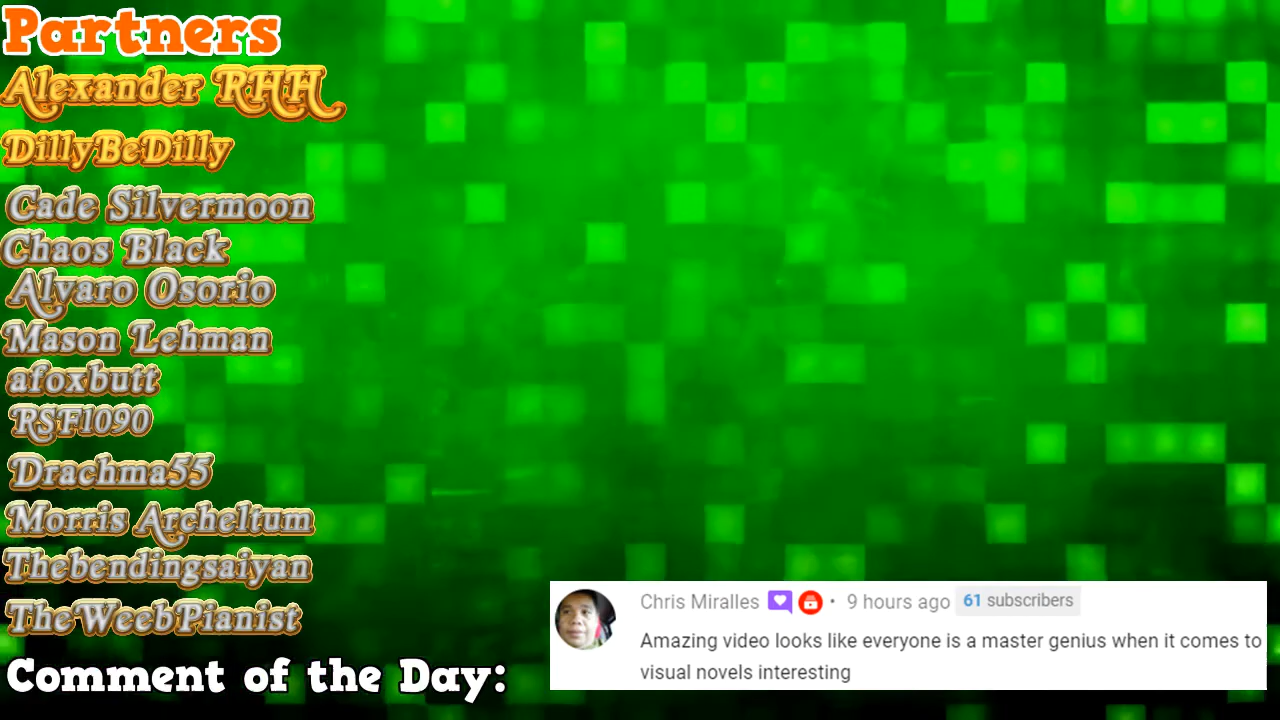 Partners
Alexander RHH
DillyBeDilly
Cade Silvermoon
Chaos Black
Alvaro Osorio
Mason Lehman
afoxbutt
RSF1090
Drachma55
Morris Archeltum
Thebendingsaiyan
TheWeebPianist
Comment of the Day:
Chris Miralles • 9 hours ago 61 subscribers
Amazing video looks like everyone is a master genius when it comes to
visual novels interesting